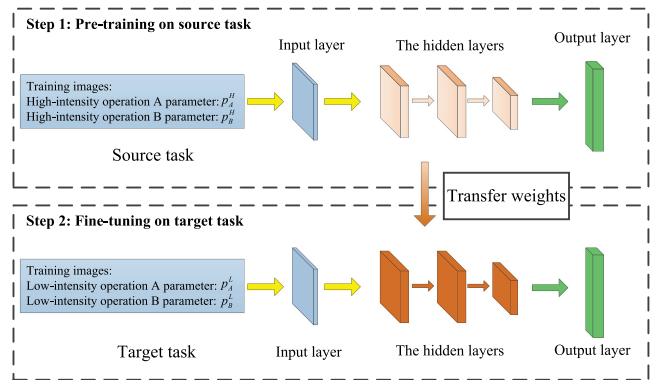 Step 1: Pre-training on source task
Input layer
The hidden layers
Output layer
Training images:
High-intensity operation A parameter: p_A^H
High-intensity operation B parameter: p_B^H
Source task
Transfer weights
Step 2: Fine-tuning on target task
Training images:
Low-intensity operation A parameter: p_A^L
Low-intensity operation B parameter: p_B^L
Target task
Input layer
The hidden layers
Output layer